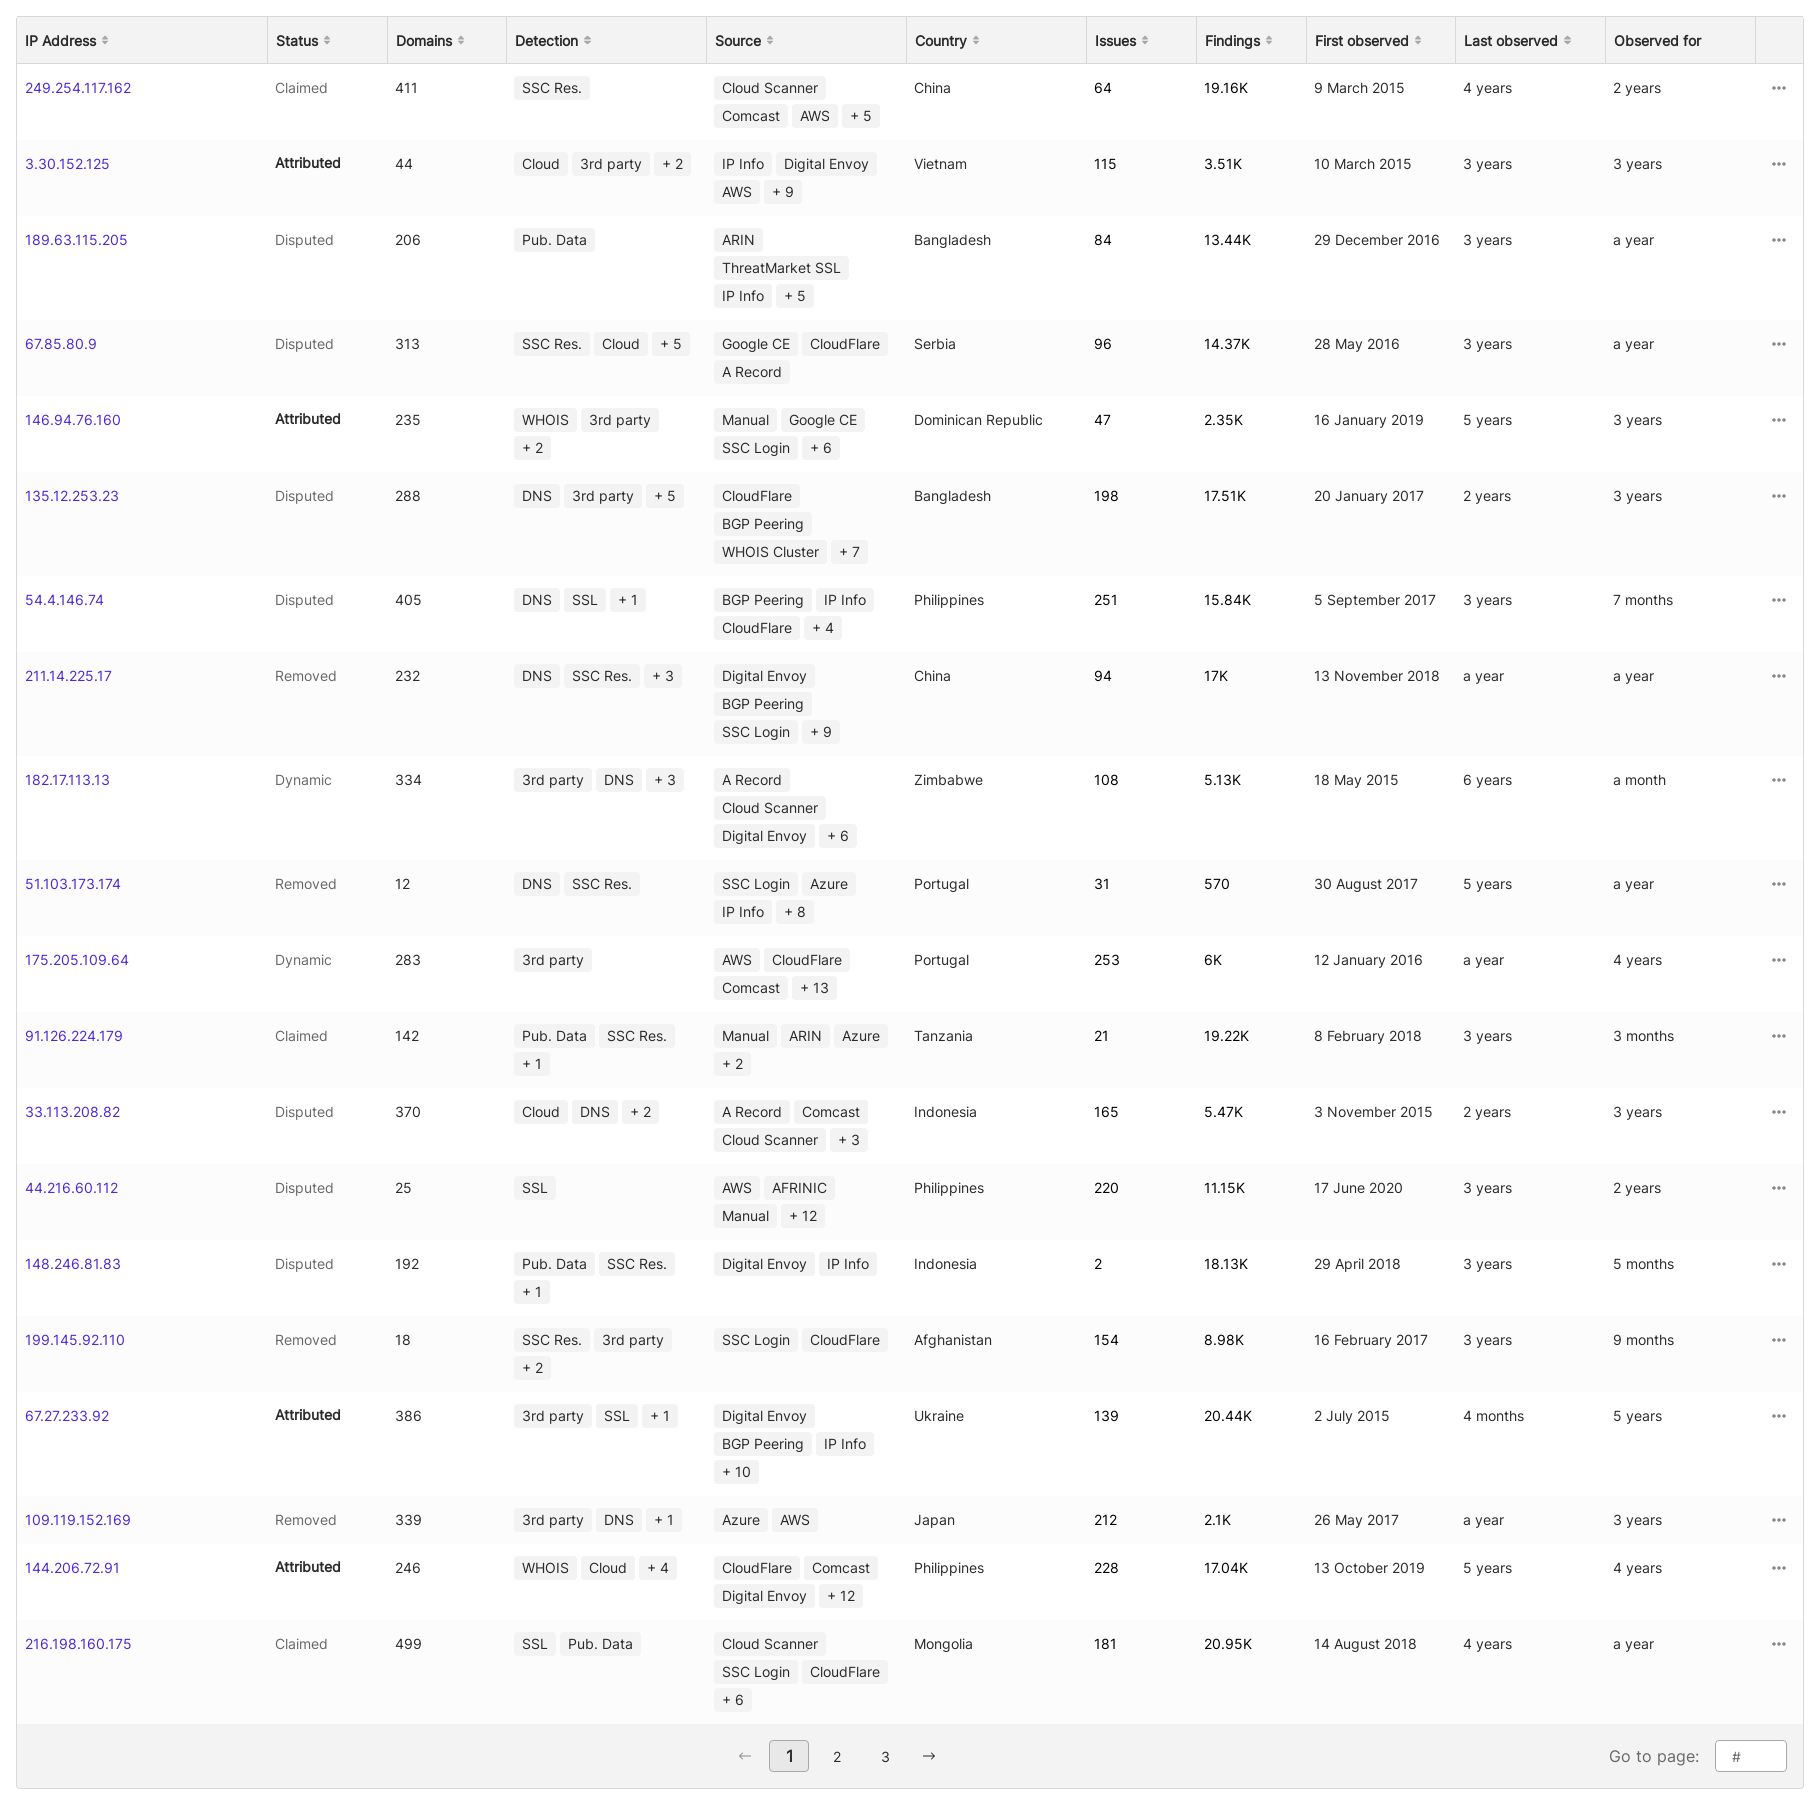 IP Address Status Domains Detection Source Country Issues Findings First observed Last observed Observed for
249.254.117.162 Claimed 411 SSC Res. Cloud Scanner China 64 19.16K 9 March 2015 4 years 2 years
Comcast AWS + 5
3.30.152.125 Attributed 44 Cloud 3rd party + 2 IP Info Digital Envoy Vietnam 115 3.51K 10 March 2015 3 years 3 years
AWS + 9
189.63.115.205 Disputed 206 Pub. Data ARIN Bangladesh 84 13.44K 29 December 2016 3 years a year
ThreatMarket SSL
IP Info + 5
67.85.80.9 Disputed 313 SSC Res. Cloud + 5 Google CE CloudFlare Serbia 96 14.37K 28 May 2016 3 years a year
A Record
146.94.76.160 Attributed 235 WHOIS 3rd party Manual Google CE Dominican Republic 47 2.35K 16 January 2019 5 years 3 years
+ 2 SSC Login + 6
135.12.253.23 Disputed 288 DNS 3rd party + 5 CloudFlare Bangladesh 198 17.51K 20 January 2017 2 years 3 years
BGP Peering
WHOIS Cluster + 7
54.4.146.74 Disputed 405 DNS SSL + 1 BGP Peering IP Info Philippines 251 15.84K 5 September 2017 3 years 7 months
CloudFlare + 4
211.14.225.17 Removed 232 DNS SSC Res. + 3 Digital Envoy China 94 17K 13 November 2018 a year a year
BGP Peering
SSC Login + 9
182.17.113.13 Dynamic 334 3rd party DNS + 3 A Record Zimbabwe 108 5.13K 18 May 2015 6 years a month
Cloud Scanner
Digital Envoy + 6
51.103.173.174 Removed 12 DNS SSC Res. SSC Login Azure Portugal 31 570 30 August 2017 5 years a year
IP Info + 8
175.205.109.64 Dynamic 283 3rd party AWS CloudFlare Portugal 253 6K 12 January 2016 a year 4 years
Comcast + 13
91.126.224.179 Claimed 142 Pub. Data SSC Res. Manual ARIN Azure Tanzania 21 19.22K 8 February 2018 3 years 3 months
+ 1 + 2
33.113.208.82 Disputed 370 Cloud DNS + 2 A Record Comcast Indonesia 165 5.47K 3 November 2015 2 years 3 years
Cloud Scanner + 3
44.216.60.112 Disputed 25 SSL AWS AFRINIC Philippines 220 11.15K 17 June 2020 3 years 2 years
Manual + 12
148.246.81.83 Disputed 192 Pub. Data SSC Res. Digital Envoy IP Info Indonesia 2 18.13K 29 April 2018 3 years 5 months
+ 1
199.145.92.110 Removed 18 SSC Res. 3rd party SSC Login CloudFlare Afghanistan 154 8.98K 16 February 2017 3 years 9 months
+ 2
67.27.233.92 Attributed 386 3rd party SSL + 1 Digital Envoy Ukraine 139 20.44K 2 July 2015 4 months 5 years
BGP Peering IP Info
+ 10
109.119.152.169 Removed 339 3rd party DNS + 1 Azure AWS Japan 212 2.1K 26 May 2017 a year 3 years
144.206.72.91 Attributed 246 WHOIS Cloud + 4 CloudFlare Comcast Philippines 228 17.04K 13 October 2019 5 years 4 years
Digital Envoy + 12
216.198.160.175 Claimed 499 SSL Pub. Data Cloud Scanner Mongolia 181 20.95K 14 August 2018 4 years a year
SSC Login CloudFlare
+ 6
← 1 2 3 → Go to page: #